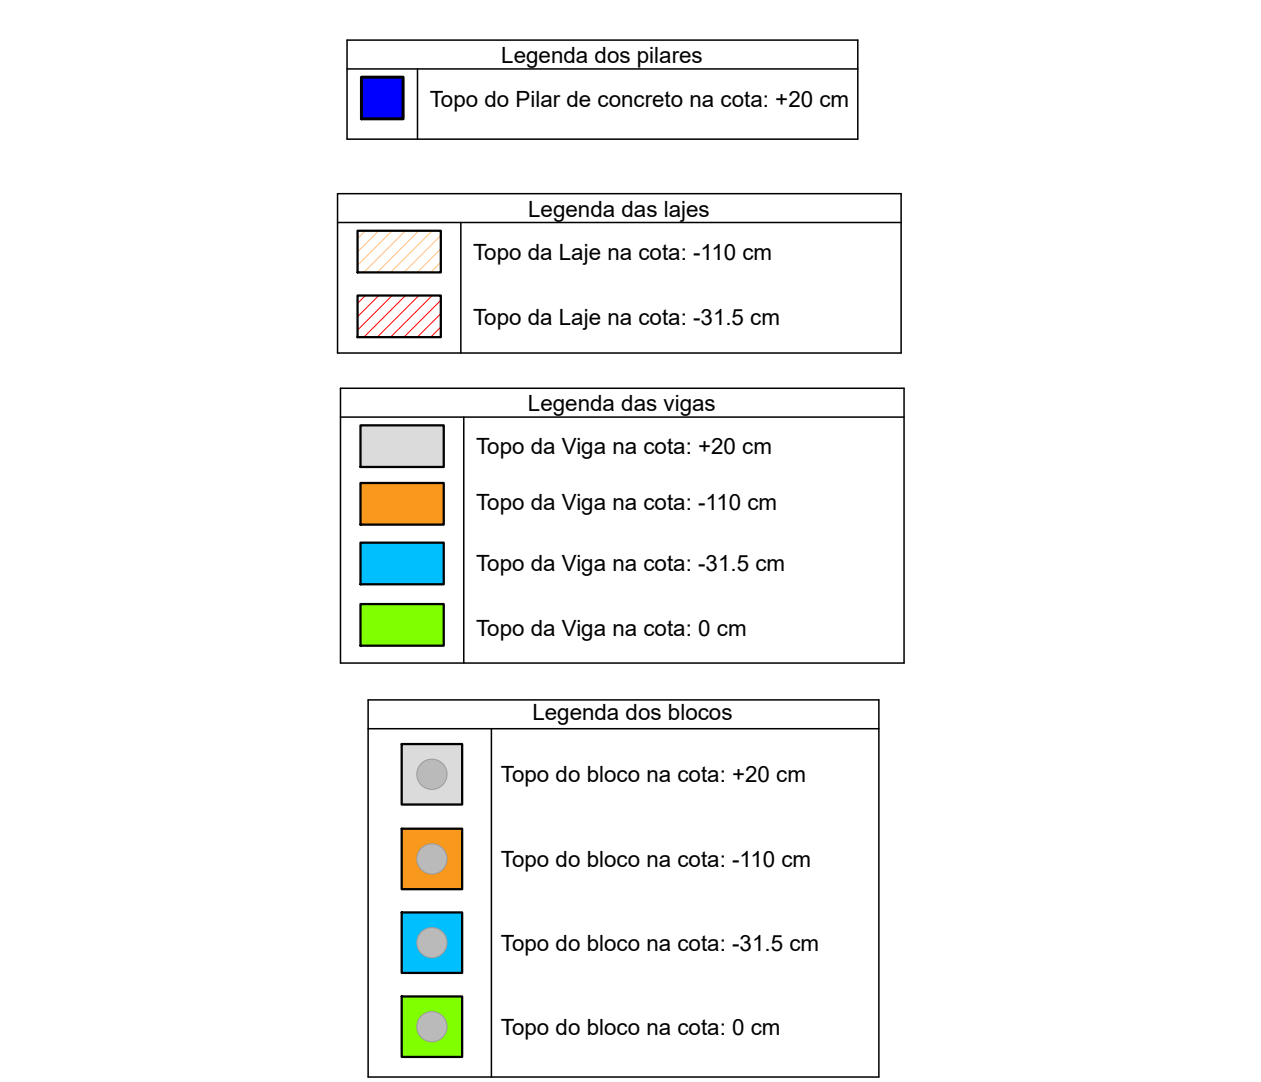 Legenda dos pilares
Topo do Pilar de concreto na cota: +20 cm
Legenda das lajes
Topo da Laje na cota: -110 cm
Topo da Laje na cota: -31.5 cm
Legenda das vigas
Topo da Viga na cota: +20 cm
Topo da Viga na cota: -110 cm
Topo da Viga na cota: -31.5 cm
Topo da Viga na cota: 0 cm
Legenda dos blocos
Topo do bloco na cota: +20 cm
Topo do bloco na cota: -110 cm
Topo do bloco na cota: -31.5 cm
Topo do bloco na cota: 0 cm